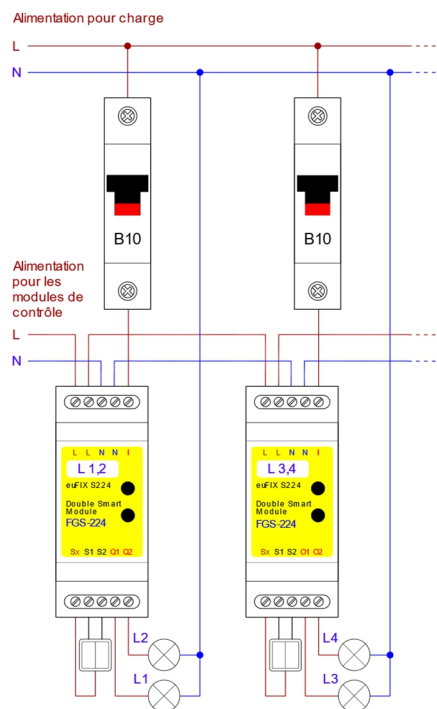 Alimentation pour charge
L
N
B10
B10
Alimentation
pour les
modules de
contrôle
L
N
L L N N I
L 1,2
euFIX S224
Double Smart
Module
FGS-224
Sx S1 S2 Q1 Q2
L2
L1
L L N N I
L 3,4
euFIX S224
Double Smart
Module
FGS-224
Sx S1 S2 O1 O2
L4
L3